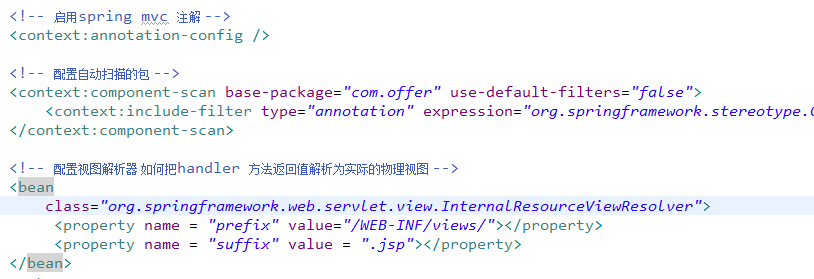 <!-- 启用spring mvc 注解 -->
<context:annotation-config />
<!-- 配置自动扫描的包 -->
<context:component-scan base-package="com.offer" use-default-filters="false">
<context:include-filter type="annotation" expression="org.springframework.stereotype.
</context:component-scan>
<!-- 配置视图解析器 如何把handler 方法返回值解析为实际的物理视图 -->
<bean
class="org.springframework.web.servlet.view.InternalResourceViewResolver">
<property name = "prefix" value="/WEB-INF/views/"></property>
<property name = "suffix" value = ".jsp"></property>
</bean>